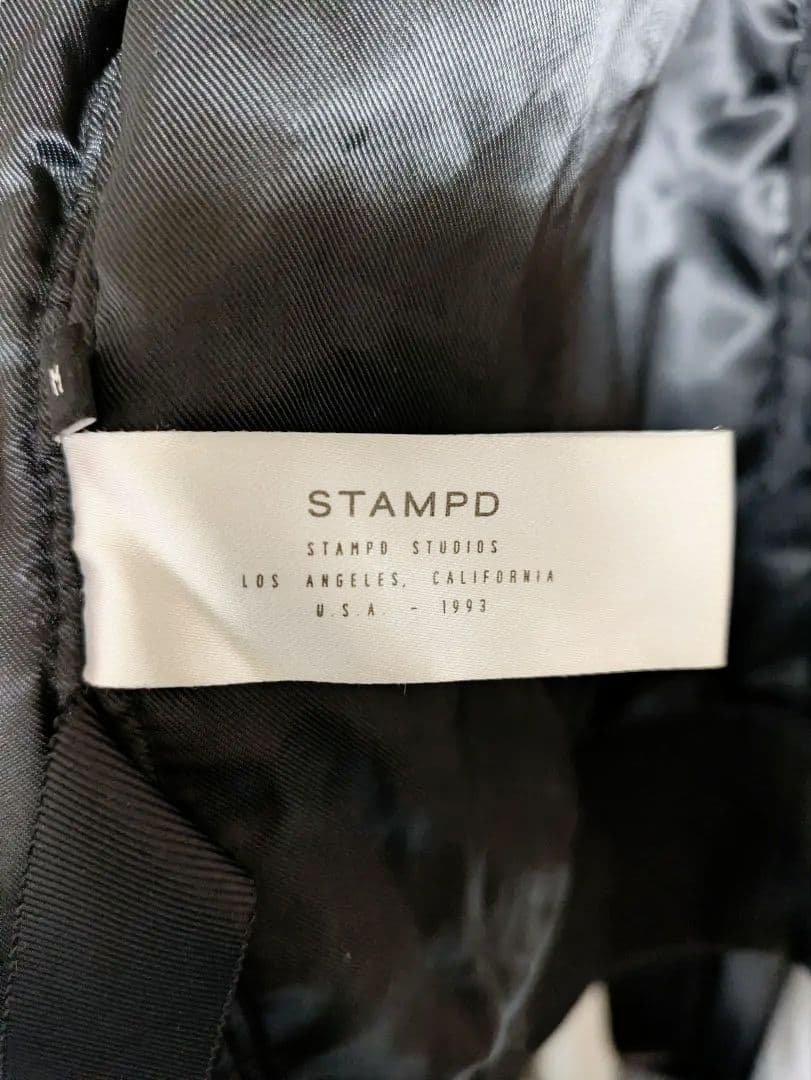 STAMPD
STAMPD STUDIOS
LOS ANGELES, CALIFORNIA
U.S.A. - 1993